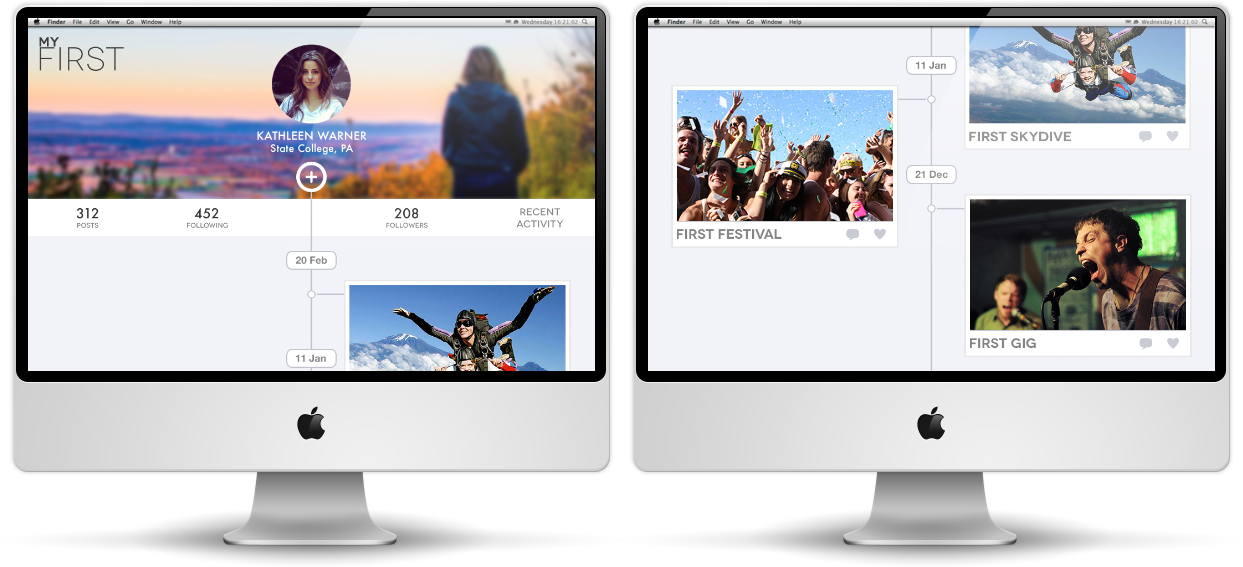 Finder File Edit View Go Window Help
Wednesday 16:21:02
MY
FIRST
KATHLEEN WARNER
State College, PA
312
POSTS
452
FOLLOWING
208
FOLLOWERS
RECENT
ACTIVITY
20 Feb
11 Jan
Finder File Edit View Go Window Help
Wednesday 16:21:02
11 Jan
FIRST SKYDIVE
21 Dec
FIRST FESTIVAL
FIRST GIG